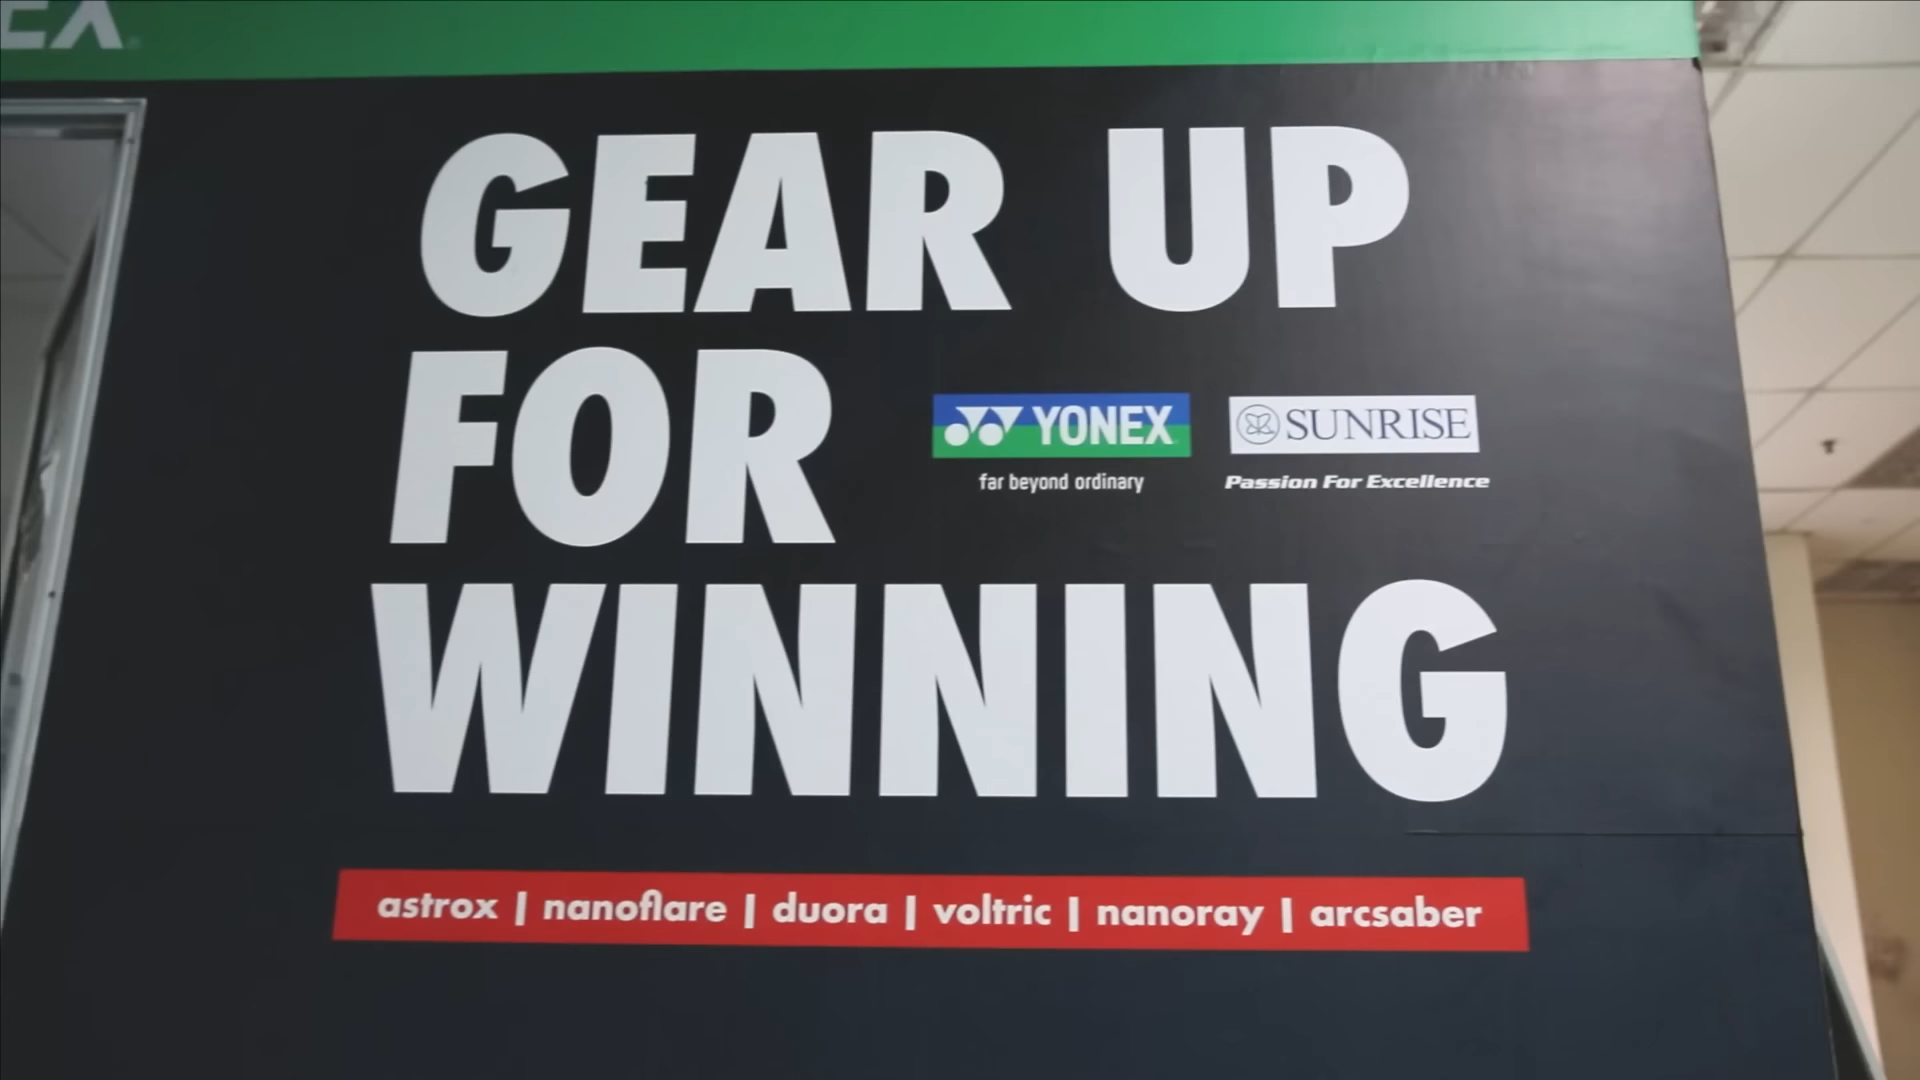 GEAR UP
FOR
YONEX
far beyond ordinary
SUNRISE
Passion For Excellence
WINNING
astrox | nanoflare | duora | voltric | nanoray | arcsaber